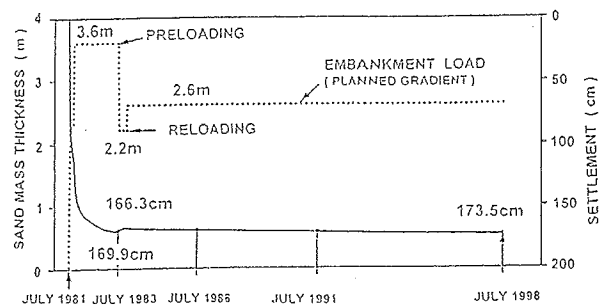 4
3
2
1
0
SAND MASS THICKNESS (m)
3.6m
PRELOADING
2.6m
EMBANKMENT LOAD
(PLANNED GRADIENT)
RELOADING
2.2m
166.3cm
169.9cm
173.5cm
0
50
100
150
200
SETTLEMENT (cm)
JULY 1981 JULY 1983 JULY 1986 JULY 1991 JULY 1998